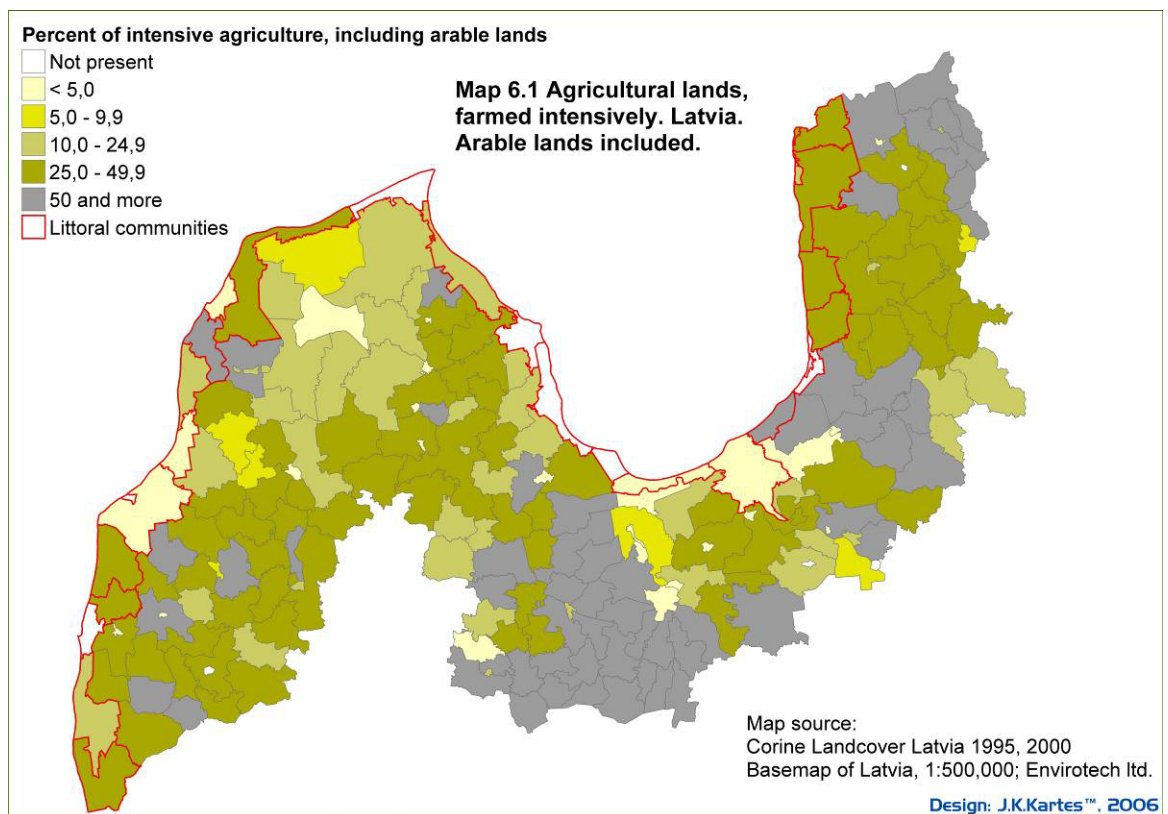 Percent of intensive agriculture, including arable lands
Not present
< 5,0
5,0 - 9,9
10,0 - 24,9
25,0 - 49,9
50 and more
Littoral communities
Map 6.1 Agricultural lands,
farmed intensively. Latvia.
Arable lands included.
Map source:
Corine Landcover Latvia 1995, 2000
Basemap of Latvia, 1:500,000; Envirotech ltd.
Design: J.K.Kartes™, 2006